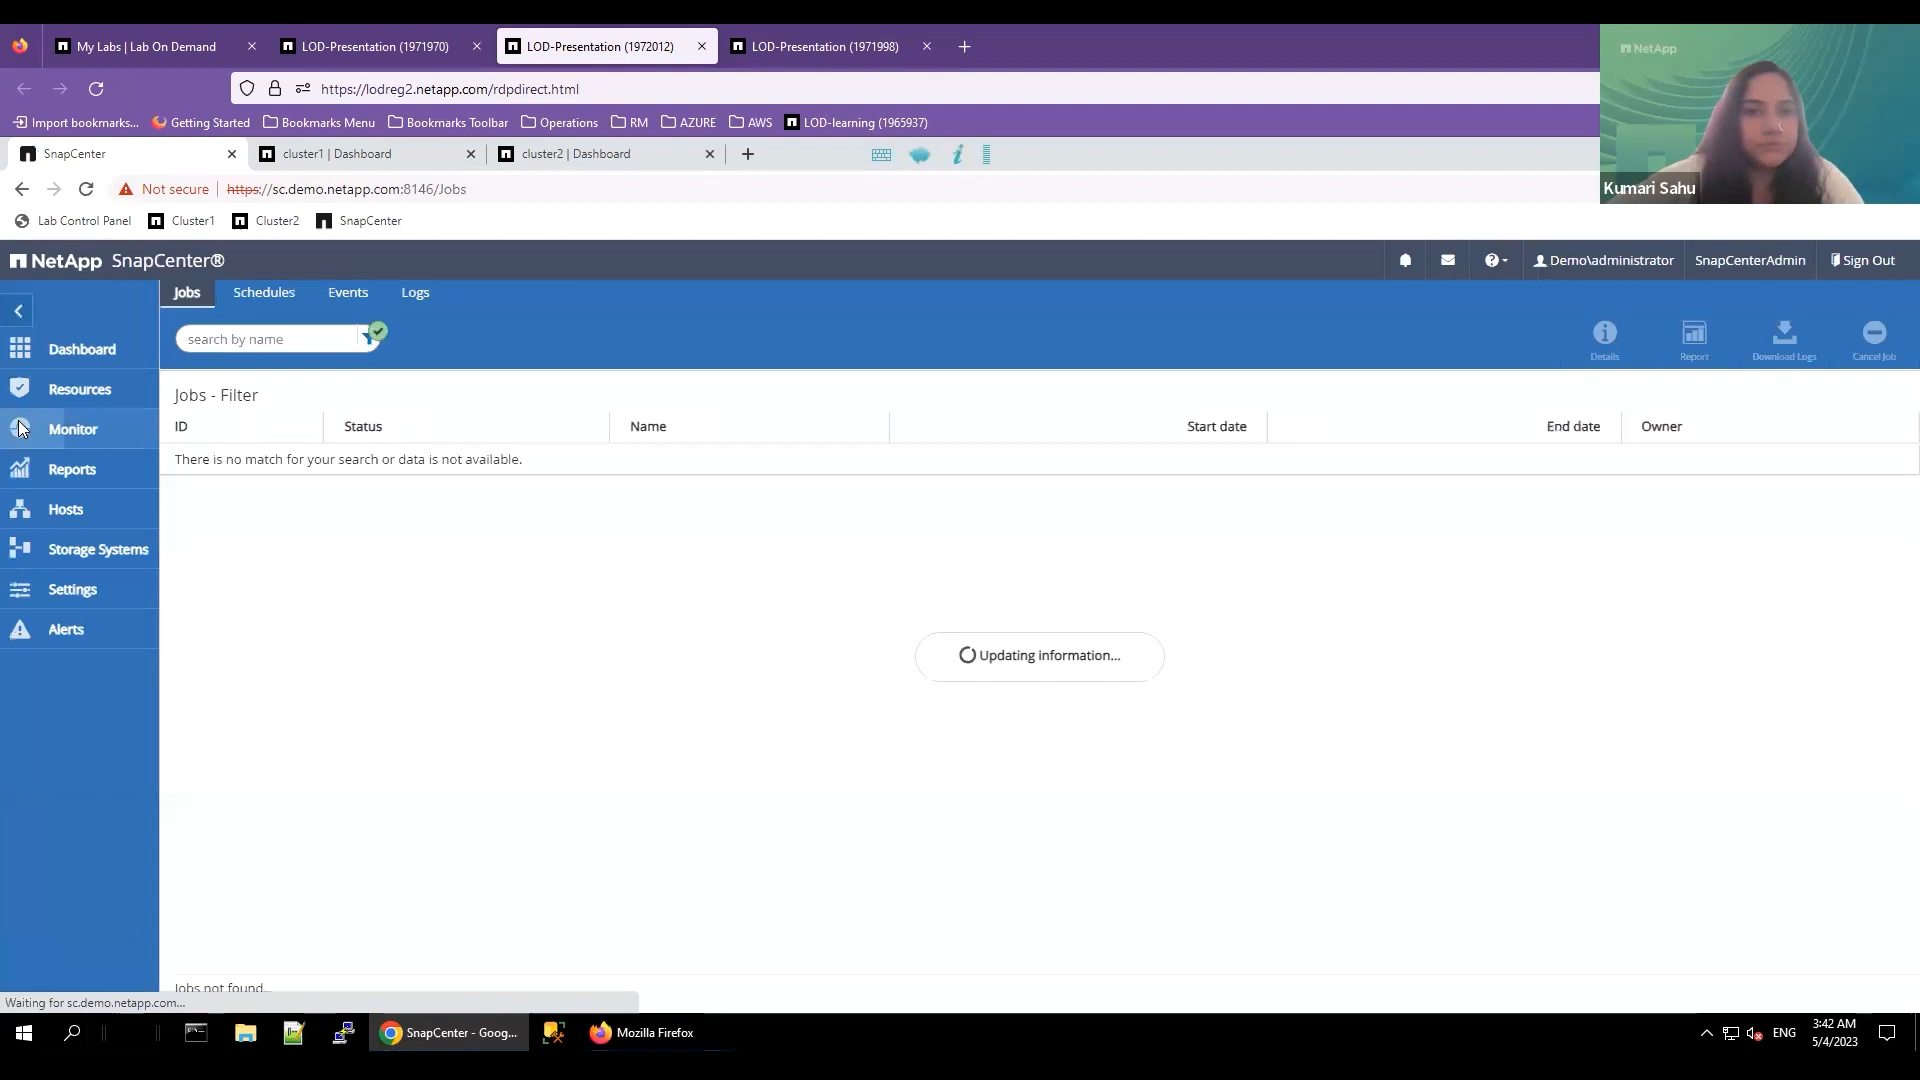 My Labs | Lab On Demand
LOD-Presentation (1971970)
LOD-Presentation (1972012)
LOD-Presentation (1971998)
NetApp
https://lodreg2.netapp.com/rdpdirect.html
Import bookmarks...
Getting Started
Bookmarks Menu
Bookmarks Toolbar
Operations
RM
AZURE
AWS
LOD-learning (1965937)
SnapCenter
cluster1 | Dashboard
cluster2 | Dashboard
Kumari Sahu
Not secure
https://sc.demo.netapp.com:8146/Jobs
Lab Control Panel
Cluster1
Cluster2
SnapCenter
NetApp SnapCenter®
Demo\administrator
SnapCenterAdmin
Sign Out
Jobs
Schedules
Events
Logs
search by name
Details
Report
Download Logs
Cancel Job
Dashboard
Resources
Monitor
Reports
Hosts
Storage Systems
Settings
Alerts
Jobs - Filter
ID
Status
Name
Start date
End date
Owner
There is no match for your search or data is not available.
Updating information...
Jobs not found..
Waiting for sc.demo.netapp.com...
SnapCenter - Goog...
Mozilla Firefox
ENG
3:42 AM
5/4/2023